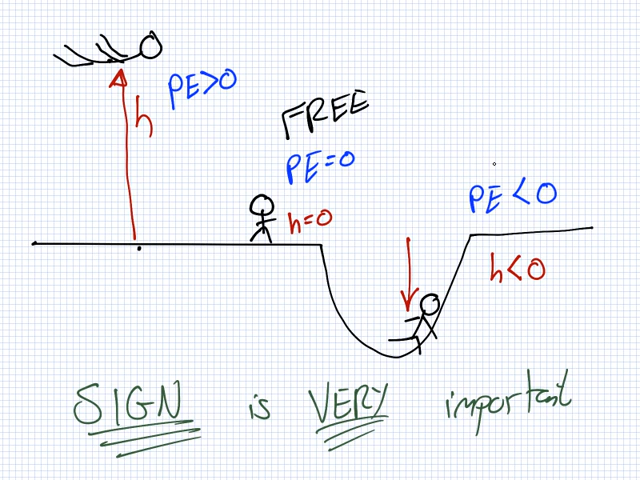 PE>0
h
FREE
PE=0
h=0
PE<0
h<0
SIGN is VERY important